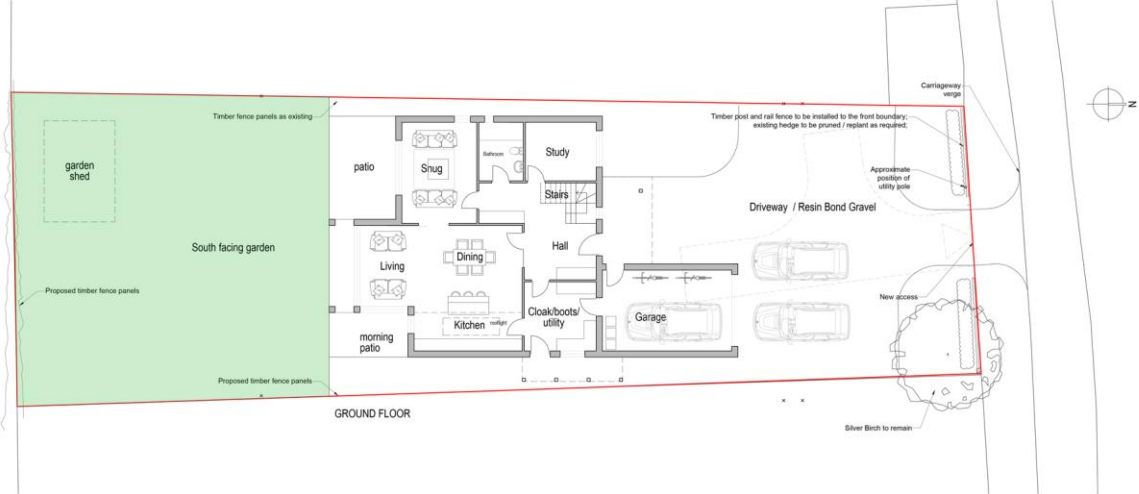 Carriageway
verge
N
Timber fence panels as existing
Timber post and rail fence to be installed to the front boundary;
existing hedge to be pruned / replant as required;
garden
shed
patio
Snug
Bathroom
Study
Approximate
position of
utility pole
Stairs
Driveway / Resin Bond Gravel
South facing garden
Hall
Dining
Living
Proposed timber fence panels
New access
Cloak/boots/
utility
Garage
Kitchen
rooflight
morning
patio
Proposed timber fence panels
GROUND FLOOR
Silver Birch to remain